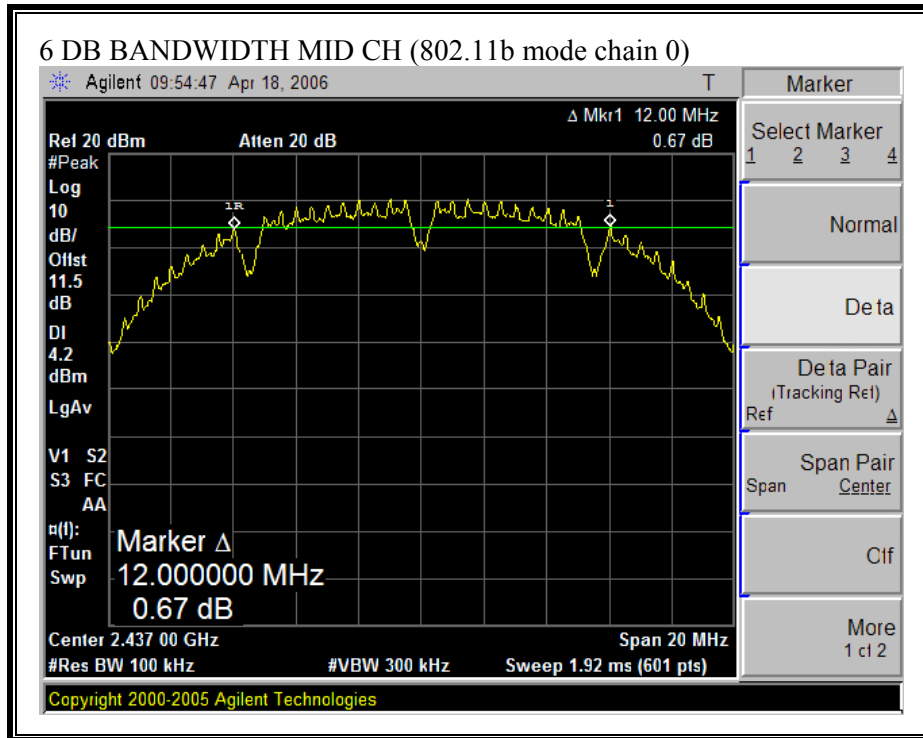 6 DB BANDWIDTH MID CH (802.11b mode chain 0)
Agilent 09:54:47 Apr 18, 2006 T
Marker
Δ Mkr1 12.00 MHz
Ref 20 dBm Atten 20 dB 0.67 dB
#Peak
Log
10
dB/
Offst
11.5
dB
DI
4.2
dBm
LgAv
V1 S2
S3 FC
AA
¤(f):
FTun
Swp
1R
1
Marker Δ
12.000000 MHz
0.67 dB
Center 2.437 00 GHz Span 20 MHz
#Res BW 100 kHz #VBW 300 kHz Sweep 1.92 ms (601 pts)
Copyright 2000-2005 Agilent Technologies
Select Marker
1 2 3 4
Normal
De ta
De ta Pair
(Tracking Ref)
Ref Δ
Span Pair
Span Center
Off
More
1 of 2